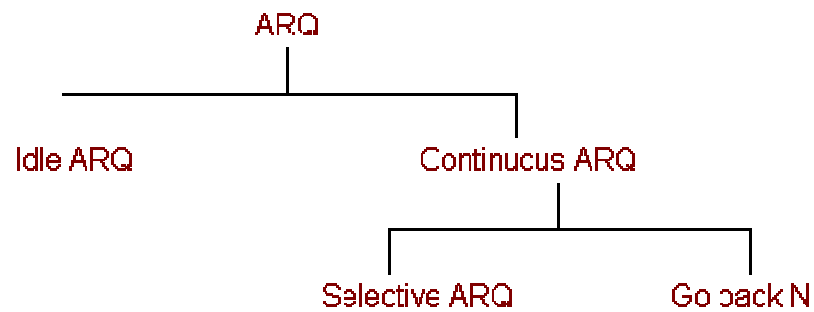 ARQ
Idle ARQ
Continucus ARQ
Selective ARQ
Go back N